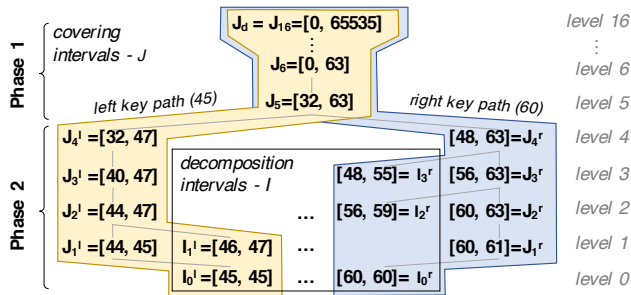 Phase 1
covering
intervals - J
J_d = J_16=[0, 65535]
⋮
J_6=[0, 63]
J_5=[32, 63]
level 16
⋮
level 6
level 5
left key path (45)
right key path (60)
Phase 2
J_4^l =[32, 47]
[48, 63]=J_4^r
level 4
decomposition
intervals - I
J_3^l =[40, 47]
[48, 55]= I_3^r
[56, 63]=J_3^r
level 3
J_2^l =[44, 47]
...
[56, 59]= I_2^r
[60, 63]=J_2^r
level 2
J_1^l =[44, 45]
I_1^l =[46, 47]
...
[60, 61]=J_1^r
level 1
I_0^l =[45, 45]
...
[60, 60]= I_0^r
level 0